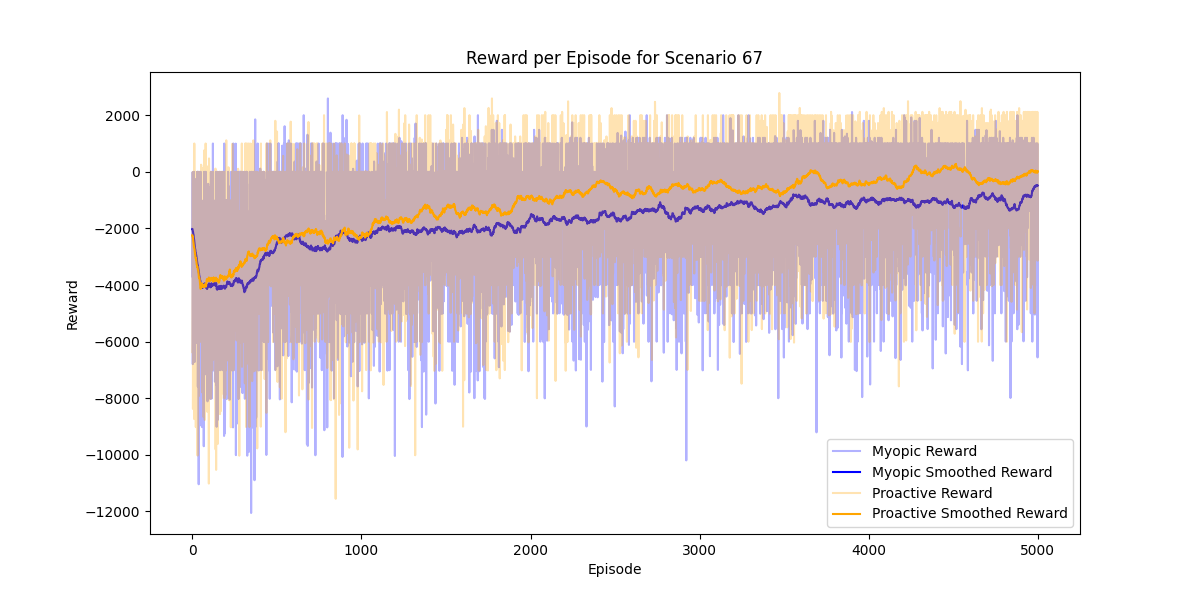 Reward per Episode for Scenario 67
Reward
2000
0
−2000
−4000
−6000
−8000
−10000
−12000
0
1000
2000
3000
4000
5000
Episode
Myopic Reward
Myopic Smoothed Reward
Proactive Reward
Proactive Smoothed Reward